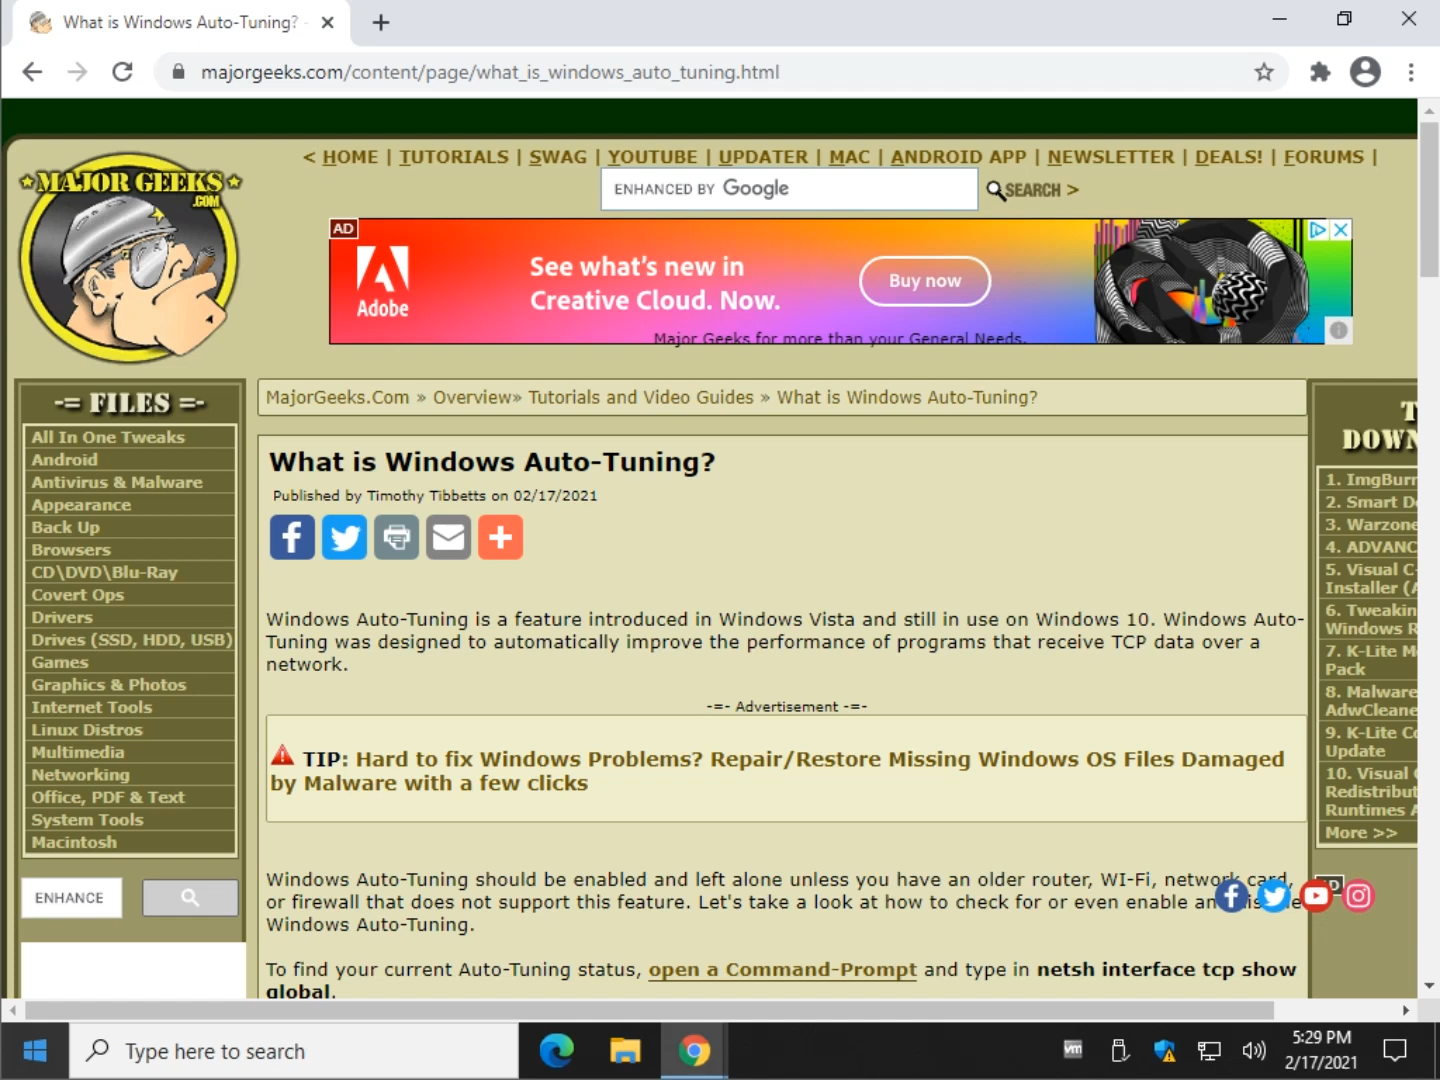 What is Windows Auto-Tuning? -
majorgeeks.com/content/page/what_is_windows_auto_tuning.html
MAJOR GEEKS
.COM
< HOME | TUTORIALS | SWAG | YOUTUBE | UPDATER | MAC | ANDROID APP | NEWSLETTER | DEALS! | FORUMS |
ENHANCED BY Google
SEARCH >
AD
Adobe
See what's new in
Creative Cloud. Now.
Buy now
Major Geeks for more than your General Needs.
-= FILES =-
All In One Tweaks
Android
Antivirus & Malware
Appearance
Back Up
Browsers
CD\DVD\Blu-Ray
Covert Ops
Drivers
Drives (SSD, HDD, USB)
Games
Graphics & Photos
Internet Tools
Linux Distros
Multimedia
Networking
Office, PDF & Text
System Tools
Macintosh
ENHANCE
MajorGeeks.Com » Overview» Tutorials and Video Guides » What is Windows Auto-Tuning?
What is Windows Auto-Tuning?
Published by Timothy Tibbetts on 02/17/2021
Windows Auto-Tuning is a feature introduced in Windows Vista and still in use on Windows 10. Windows Auto-
Tuning was designed to automatically improve the performance of programs that receive TCP data over a
network.
-=- Advertisement -=-
TIP: Hard to fix Windows Problems? Repair/Restore Missing Windows OS Files Damaged
by Malware with a few clicks
Windows Auto-Tuning should be enabled and left alone unless you have an older router, WI-Fi, network card,
or firewall that does not support this feature. Let's take a look at how to check for or even enable an
Windows Auto-Tuning.
To find your current Auto-Tuning status, open a Command-Prompt and type in netsh interface tcp show
global.
T
DOWN
1. ImgBurn
2. Smart De
3. Warzone
4. ADVANC
5. Visual C-
Installer (A
6. Tweakin
Windows R
7. K-Lite Me
Pack
8. Malware
AdwCleane
9. K-Lite Co
Update
10. Visual C
Redistribut
Runtimes A
More >>
Type here to search
vm
5:29 PM
2/17/2021